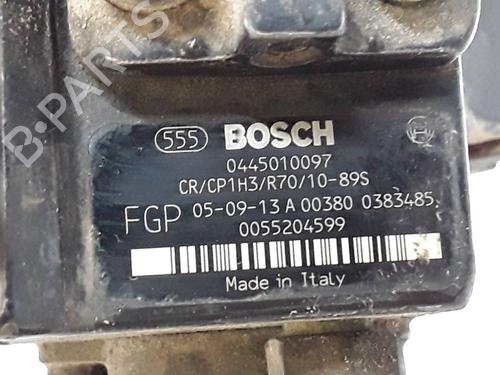 B-PARTS
555 BOSCH
0445010097
CR/CP1H3/R70/10-89S
FGP 05-09-13 A 00380 0383485
0055204599
Made in Italy